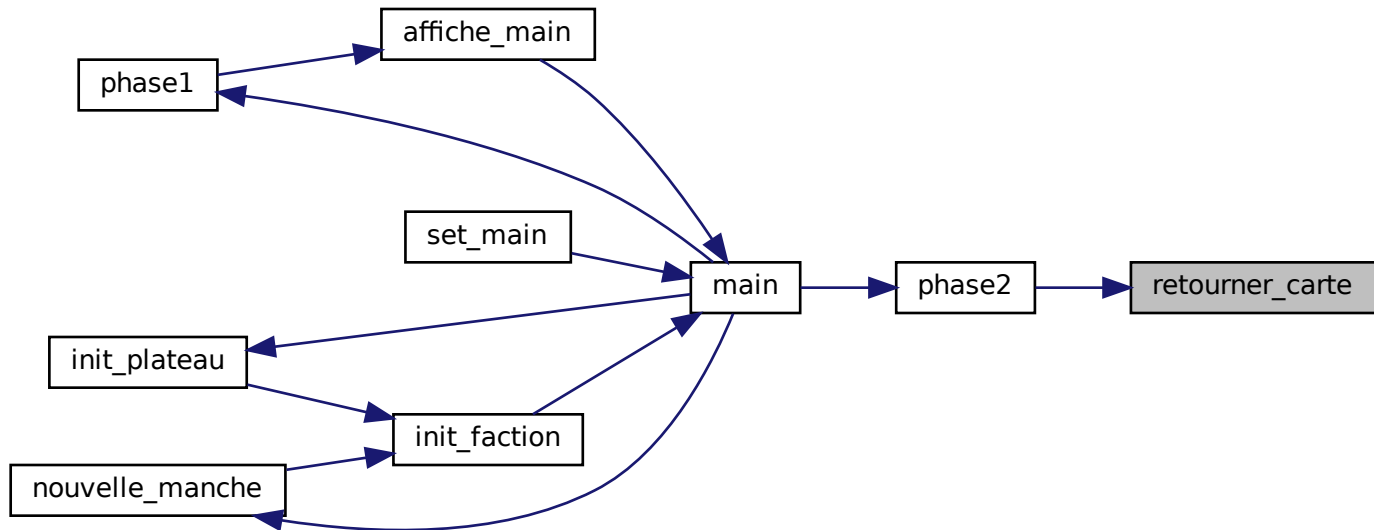 affiche_main
phase1
set_main
main
phase2
retourner_carte
init_plateau
init_faction
nouvelle_manche